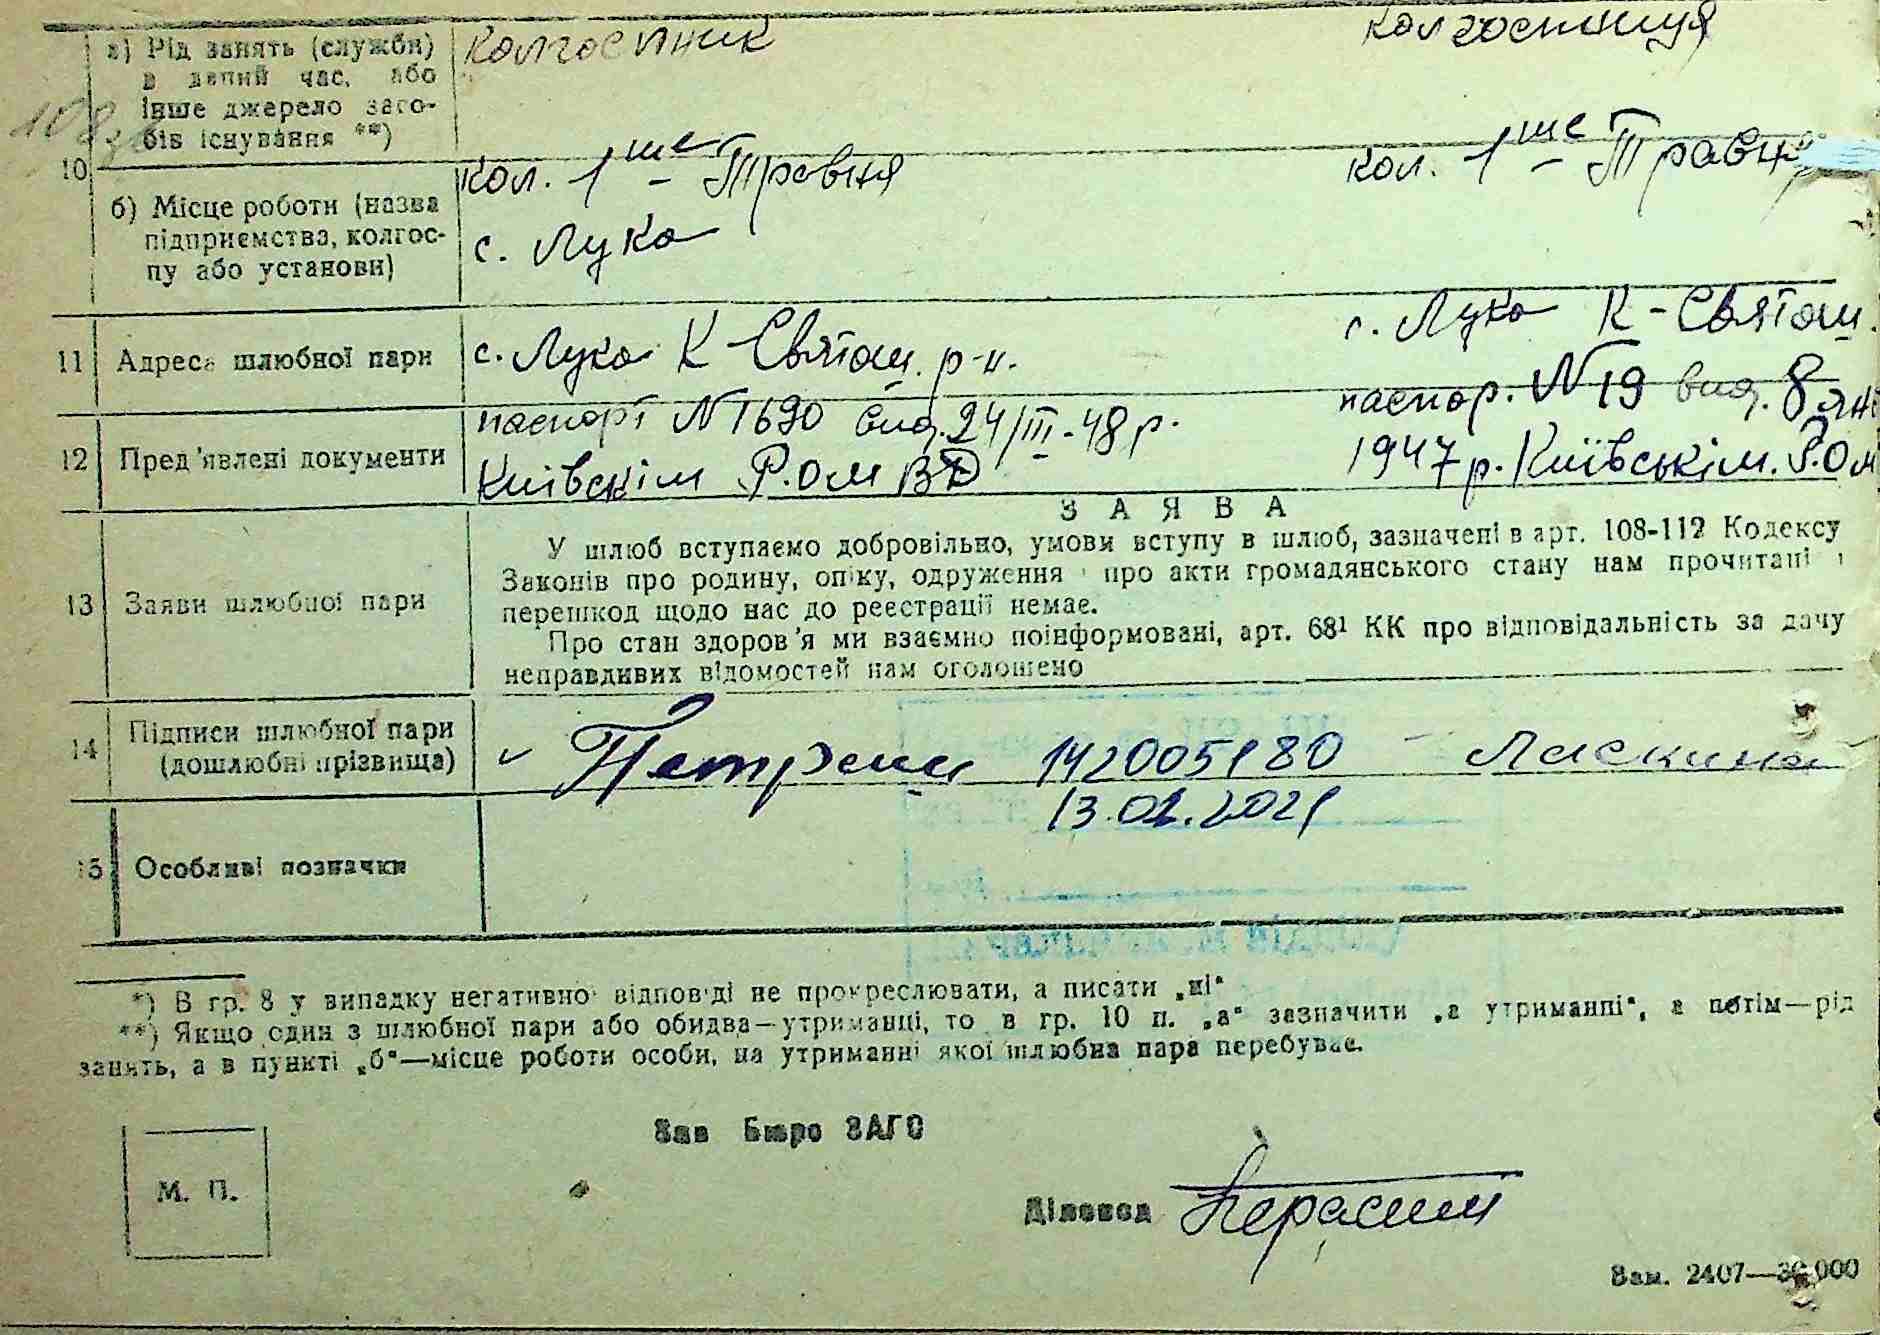 а) Рід занять (служби) в даний час, або інше джерело засобів існування **)
колгоспник
колгоспниця
10
б) Місце роботи (назва підприємства, колгоспу або установи)
кол. 1ше – Травня
с. Лука
кол. 1ше – Травня
11 Адреса шлюбної пари
с. Лука К-Святош. р-н.
с. Лука К-Святош.
12 Пред'явлені документи
паспорт N 1690 вид. 24/III-48 р.
Київскім Р.О М В Д
паспор. N 19 вид. 8 янв
1947 р. Київськім. Р.О М
13 Заяви шлюбної пари
ЗАЯВА
У шлюб вступаємо добровільно, умови вступу в шлюб, зазначені в арт. 108-112 Кодексу
Законів про родину, опіку, одруження і про акти громадянського стану нам прочитані і
перешкод щодо нас до реєстрації немає.
Про стан здоров'я ми взаємно поінформовані, арт. 68¹ КК про відповідальність за дачу
неправдивих відомостей нам оголошено
14 Підписи шлюбної пари
(дошлюбні прізвища)
142005180 Ласкина
13.02.2021
15 Особливі позначки
*) В гр. 8 у випадку негативної відповіді не прокреслювати, а писати „ні“
**) Якщо один з шлюбної пари або обидва—утриманці, то в гр. 10 п. „а“ зазначити „а утриманні“, а потім—рід
занять, а в пункті „б“—місце роботи особи, на утриманні якої шлюбна пара перебуває.
Зав Бюро ЗАГС
М. П.
Діловод
Зам. 2407—30,000